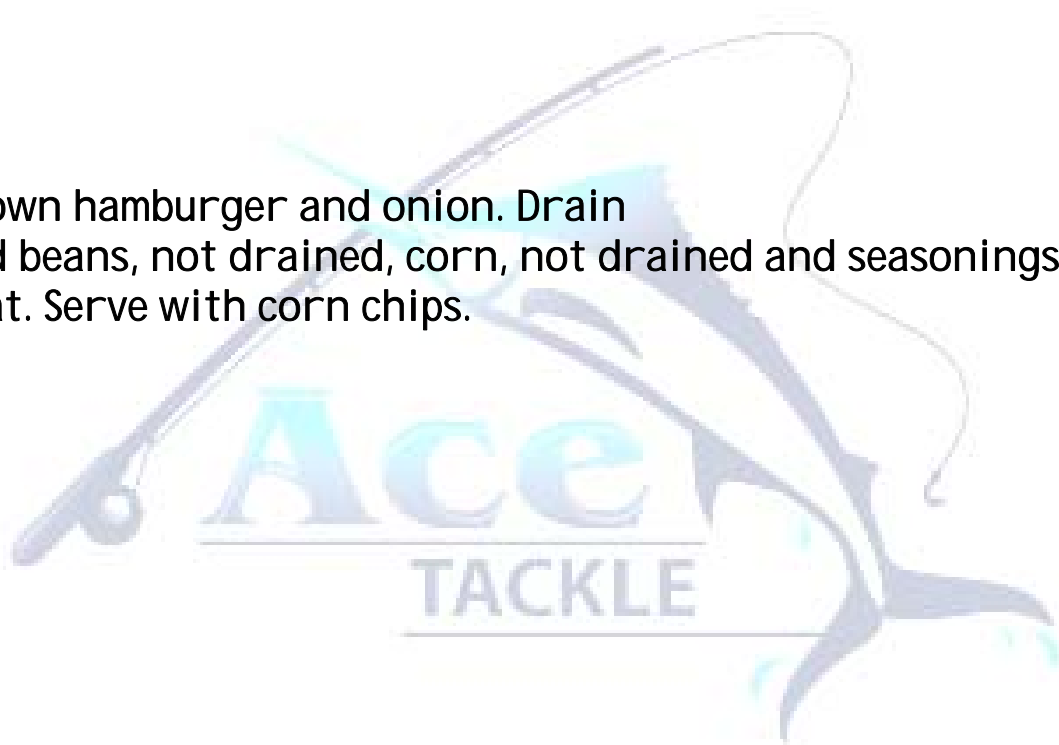 own hamburger and onion. Drain
d beans, not drained, corn, not drained and seasonings
at. Serve with corn chips.
Ace
TACKLE